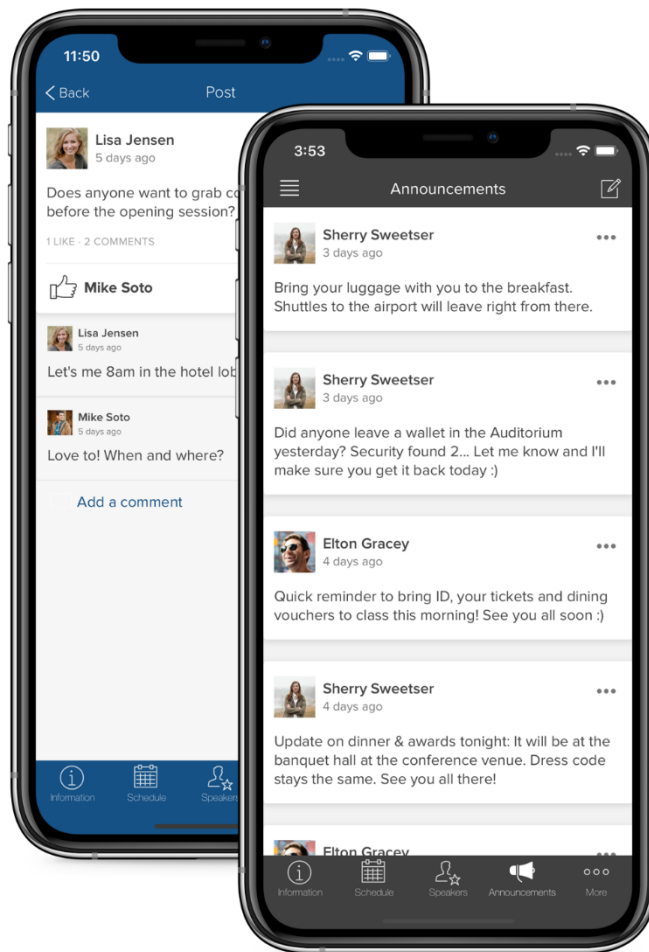 11:50
Back
Post
Lisa Jensen
5 days ago
Does anyone want to grab co
before the opening session?
1 LIKE · 2 COMMENTS
Mike Soto
Lisa Jensen
5 days ago
Let's me 8am in the hotel lob
Mike Soto
5 days ago
Love to! When and where?
Add a comment
Information
Schedule
Speakers
3:53
Announcements
Sherry Sweetser
3 days ago
Bring your luggage with you to the breakfast.
Shuttles to the airport will leave right from there.
Sherry Sweetser
3 days ago
Did anyone leave a wallet in the Auditorium
yesterday? Security found 2... Let me know and I'll
make sure you get it back today :)
Elton Gracey
4 days ago
Quick reminder to bring ID, your tickets and dining
vouchers to class this morning! See you all soon :)
Sherry Sweetser
4 days ago
Update on dinner & awards tonight: It will be at the
banquet hall at the conference venue. Dress code
stays the same. See you all there!
Elton Gracey
Information
Schedule
Speakers
Announcements
More